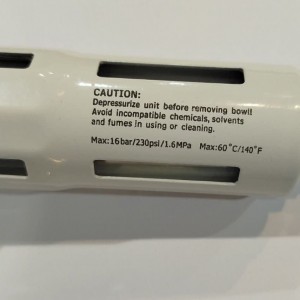 CAUTION:
Depressurize unit before removing bowl!
Avoid incompatible chemicals, solvents
and fumes in using or cleaning.
Max:16bar/230psi/1.6MPa Max:60°C/140°F